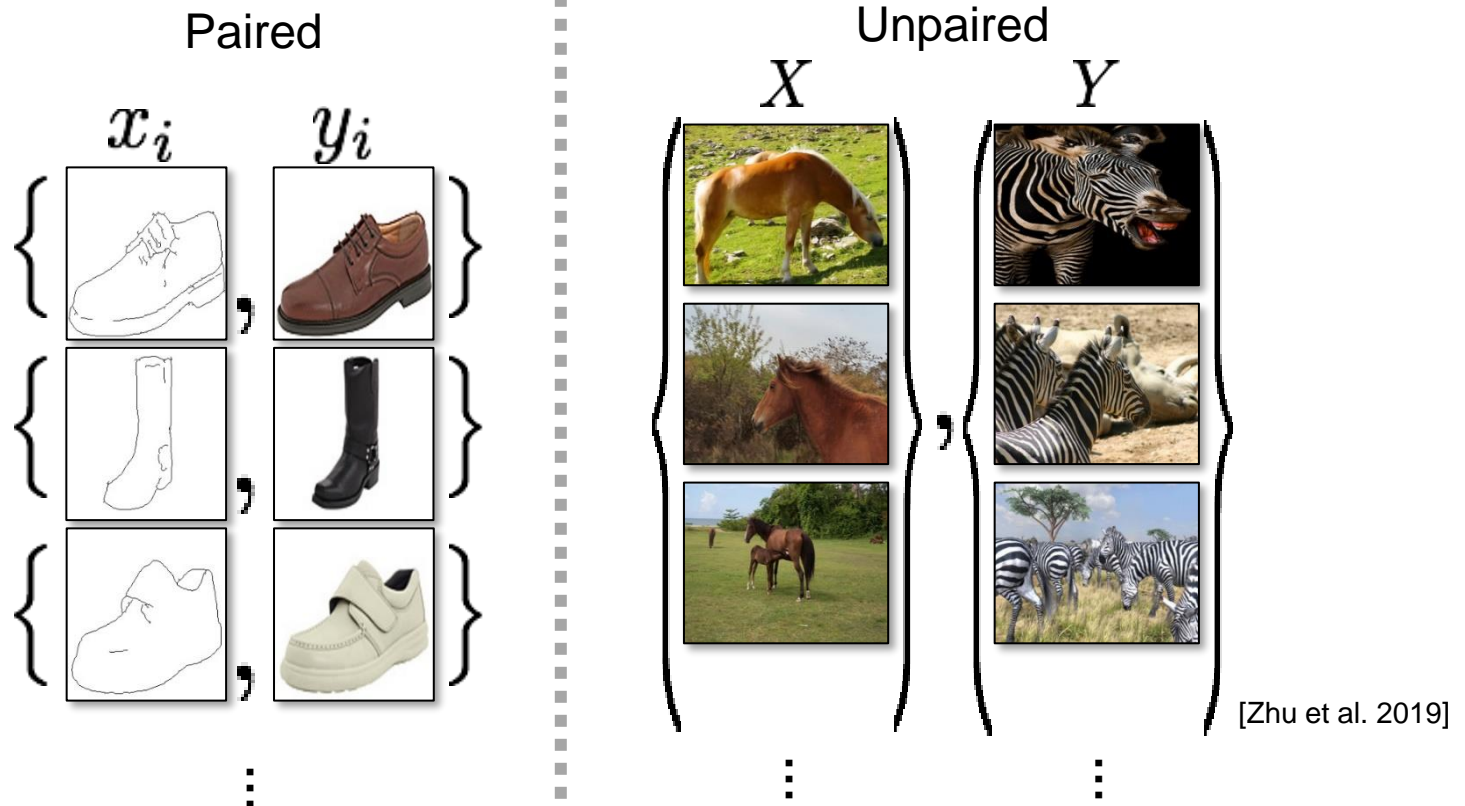 Paired
x_i y_i
{ , }
{ , }
{ , }
⋮
Unpaired
X Y
{ , }
⋮ ⋮
[Zhu et al. 2019]